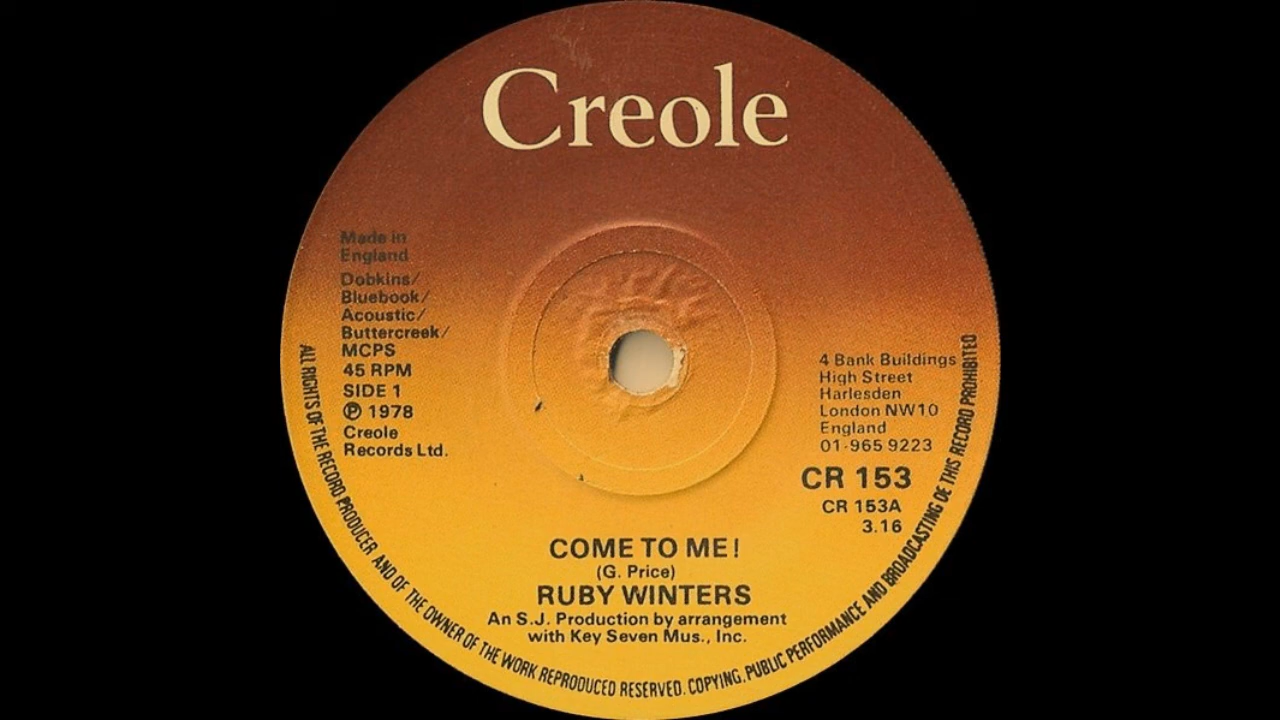 Creole
Made in
England
Dobkins/
Bluebook/
Acoustic/
Buttercreek/
MCPS
45 RPM
SIDE 1
℗ 1978
Creole
Records Ltd.
4 Bank Buildings
High Street
Harlesden
London NW10
England
01-965 9223
CR 153
CR 153A
3.16
COME TO ME!
(G. Price)
RUBY WINTERS
An S.J. Production by arrangement
with Key Seven Mus., Inc.
ALL RIGHTS OF THE RECORD PRODUCER AND OF THE OWNER OF THE WORK REPRODUCED RESERVED. COPYING, PUBLIC PERFORMANCE AND BROADCASTING OF THIS RECORD PROHIBITED